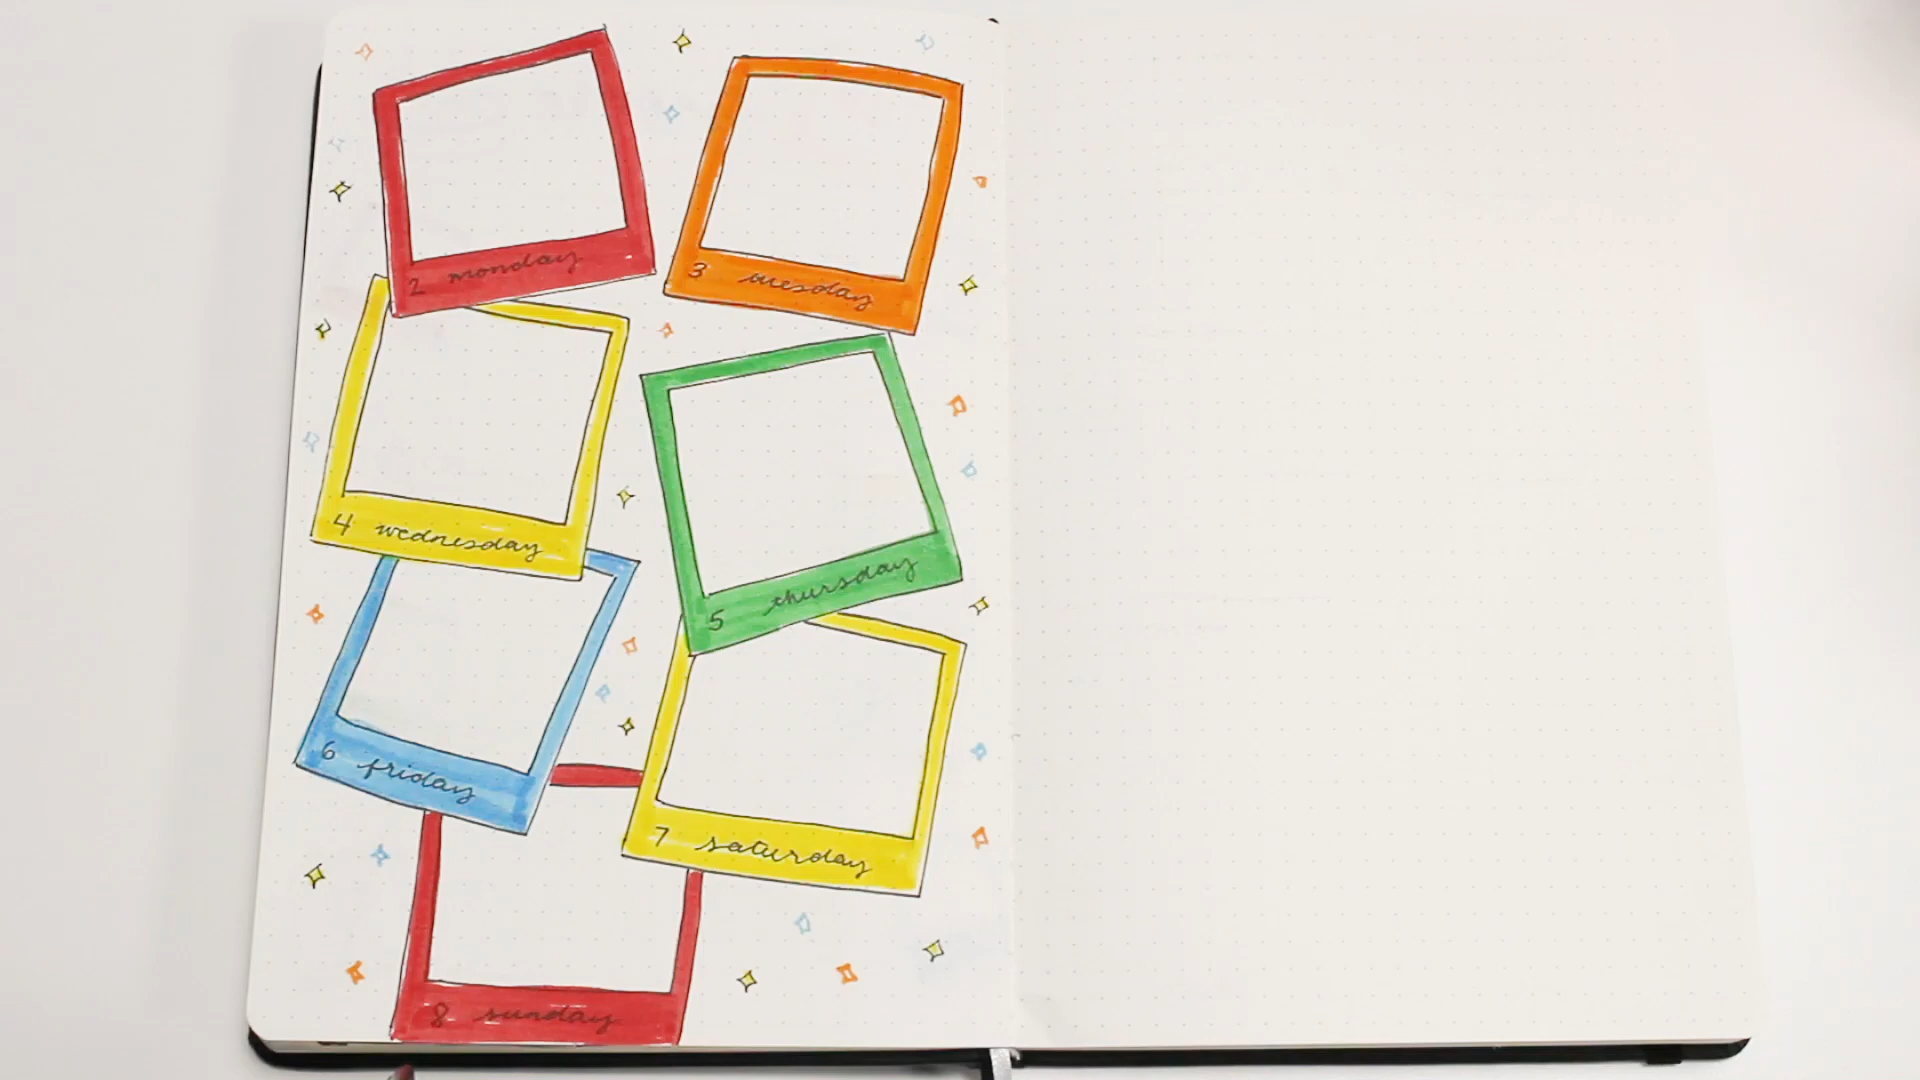 2 monday
3 tuesday
4 wednesday
5 thursday
6 friday
7 saturday
8 sunday